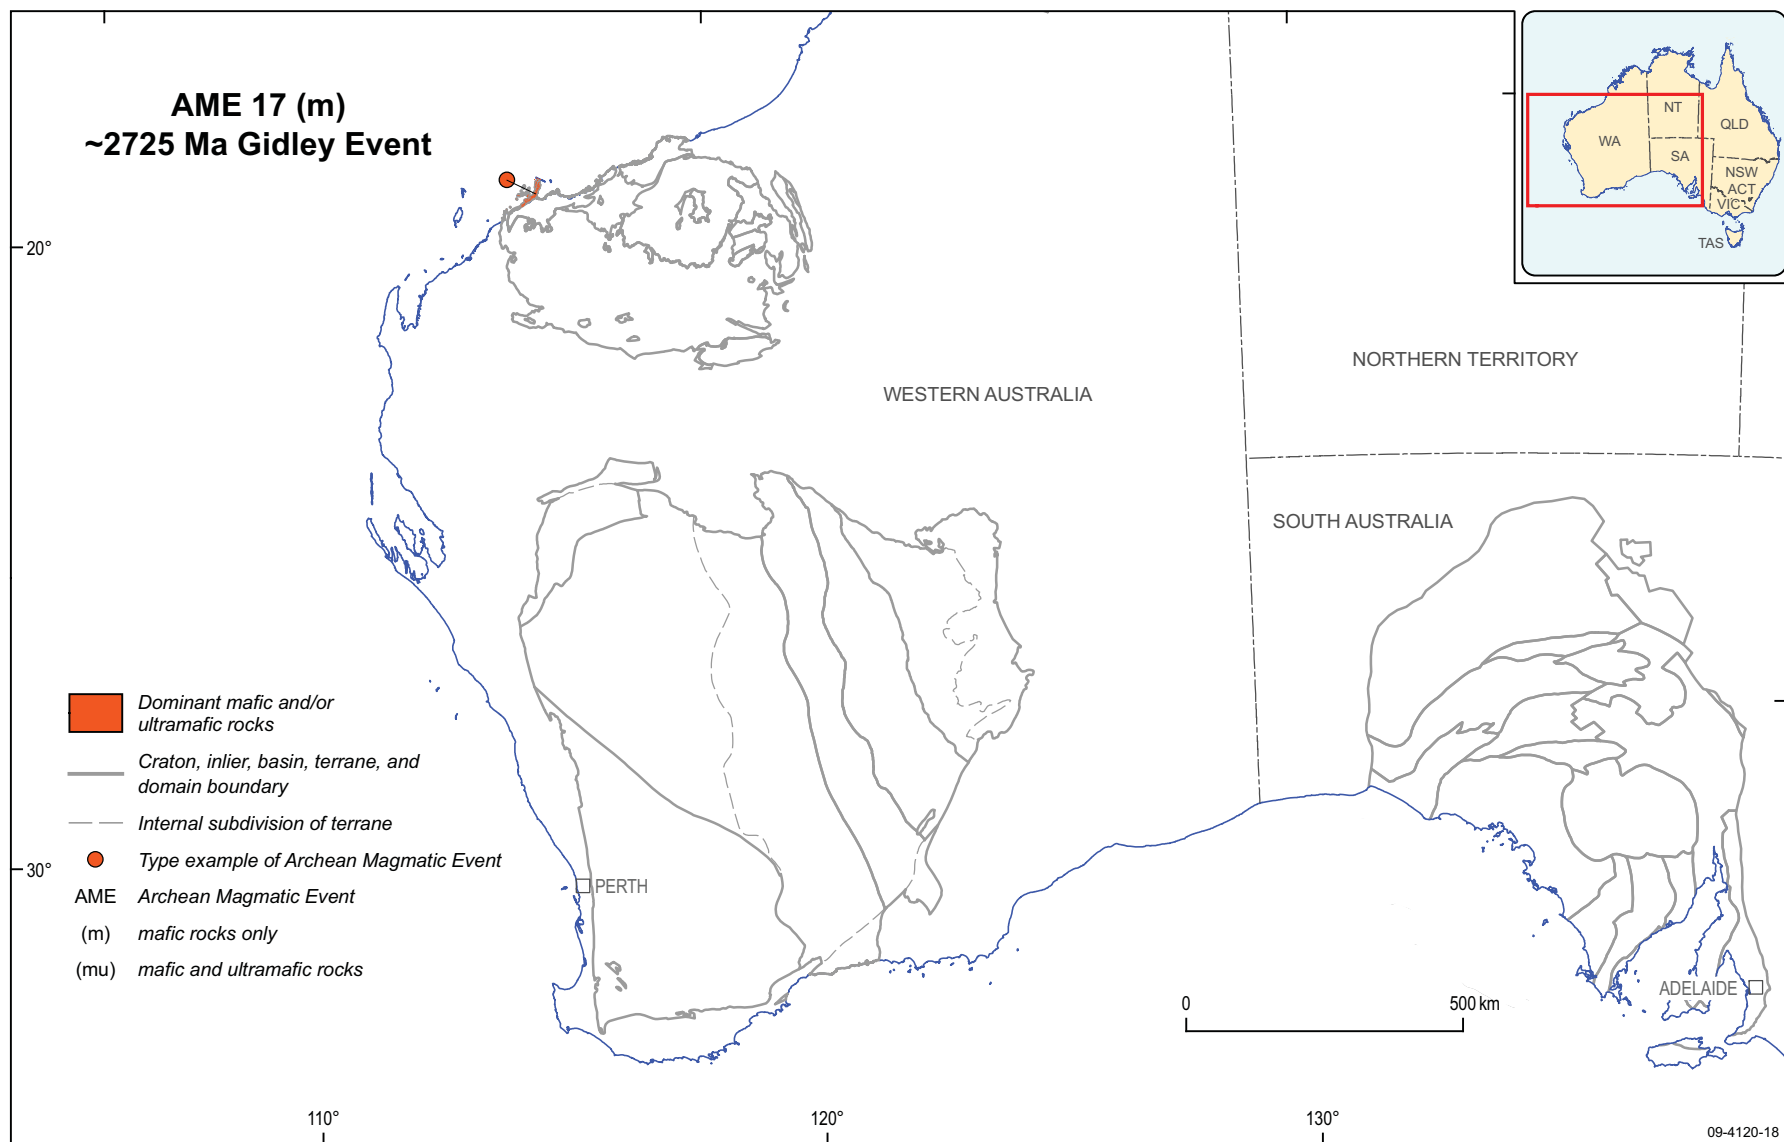 AME 17 (m)
~2725 Ma Gidley Event
NT
QLD
WA
SA
NSW
ACT
VIC
TAS
20°
NORTHERN TERRITORY
WESTERN AUSTRALIA
SOUTH AUSTRALIA
Dominant mafic and/or
ultramafic rocks
Craton, inlier, basin, terrane, and
domain boundary
Internal subdivision of terrane
Type example of Archean Magmatic Event
30°
PERTH
AME Archean Magmatic Event
(m) mafic rocks only
(mu) mafic and ultramafic rocks
ADELAIDE
0 500 km
110° 120° 130°
09-4120-18